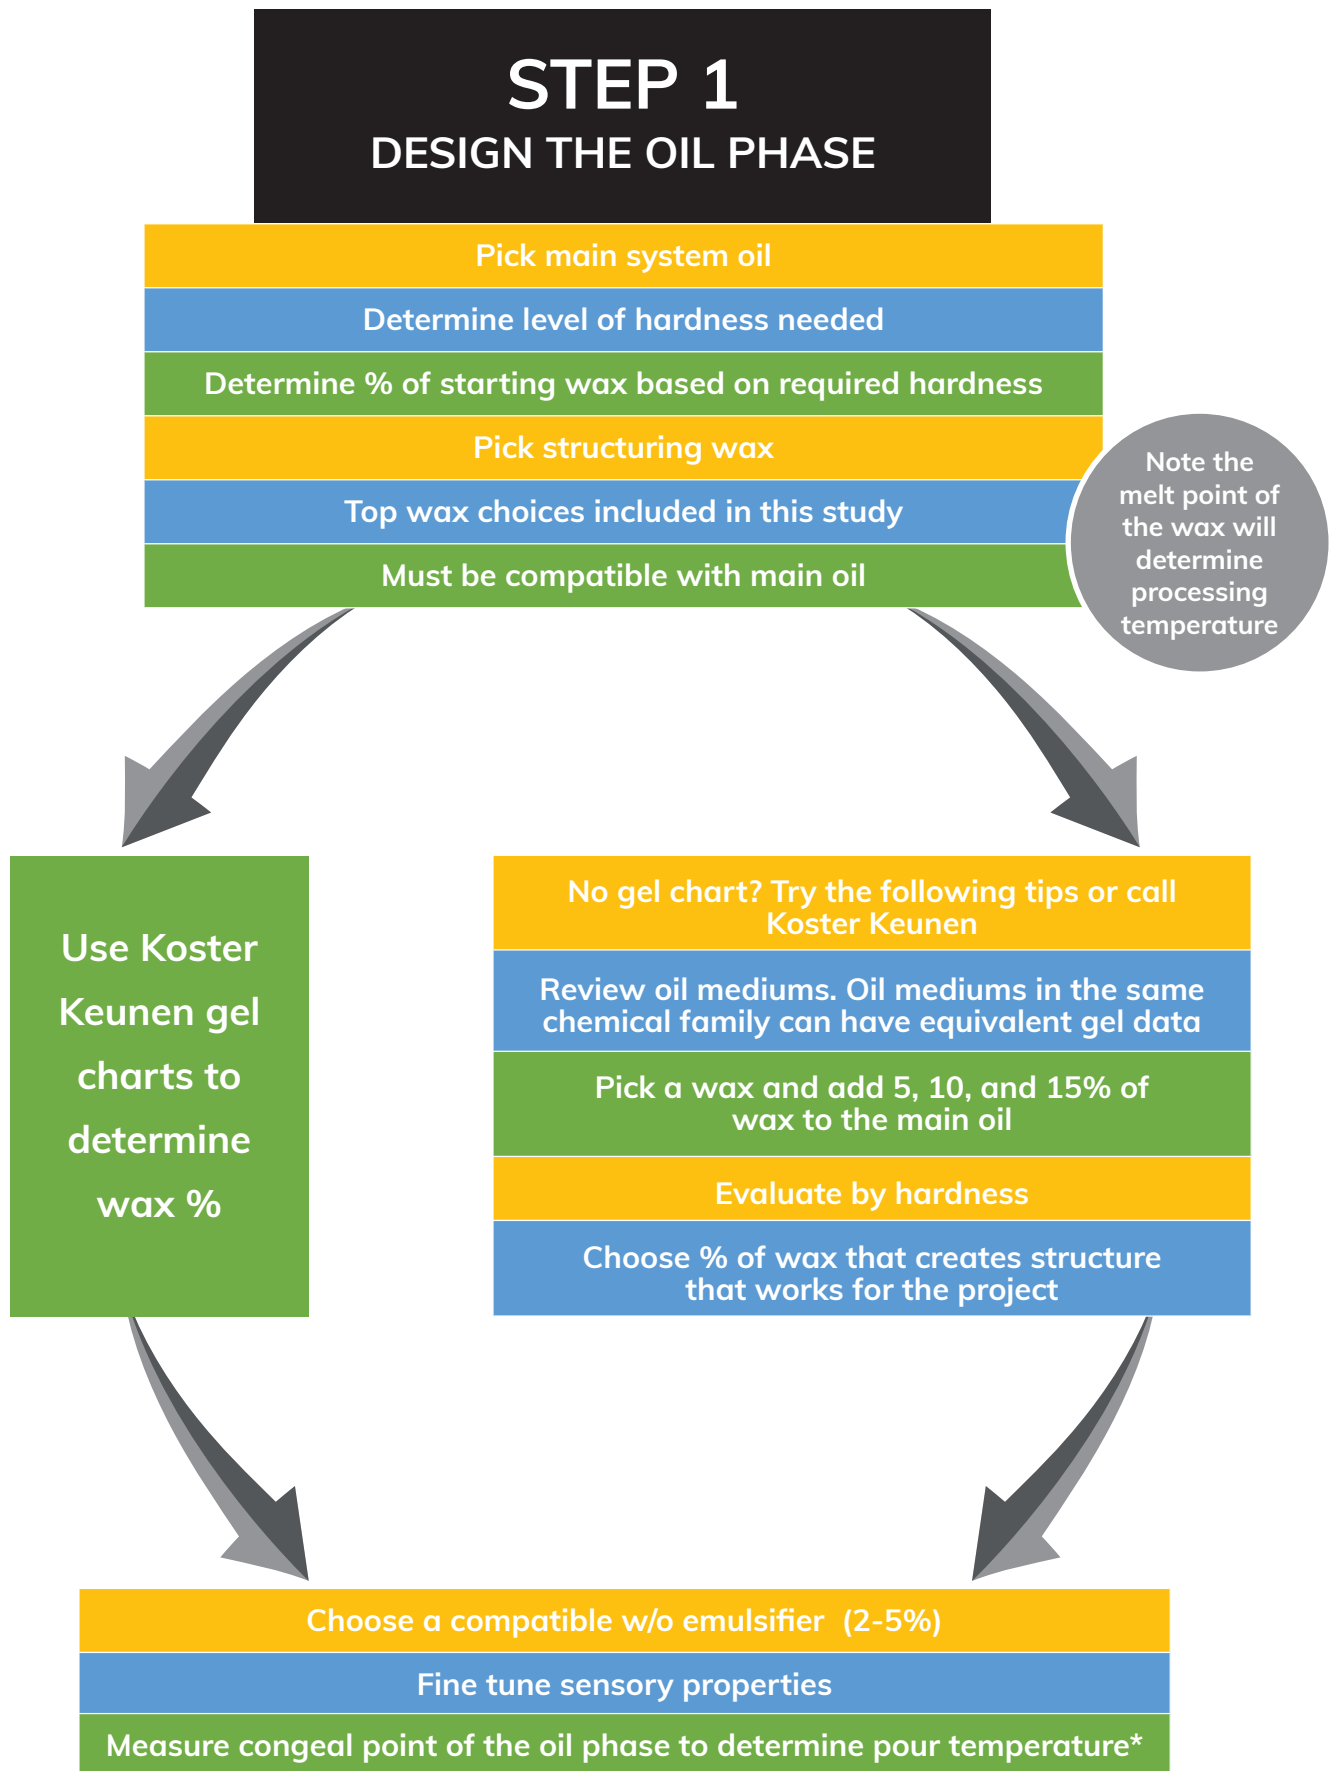 STEP 1
DESIGN THE OIL PHASE
Pick main system oil
Determine level of hardness needed
Determine % of starting wax based on required hardness
Pick structuring wax
Top wax choices included in this study
Must be compatible with main oil
Note the
melt point of
the wax will
determine
processing
temperature
Use Koster
Keunen gel
charts to
determine
wax %
No gel chart? Try the following tips or call
Koster Keunen
Review oil mediums. Oil mediums in the same
chemical family can have equivalent gel data
Pick a wax and add 5, 10, and 15% of
wax to the main oil
Evaluate by hardness
Choose % of wax that creates structure
that works for the project
Choose a compatible w/o emulsifier  (2-5%)
Fine tune sensory properties
Measure congeal point of the oil phase to determine pour temperature*